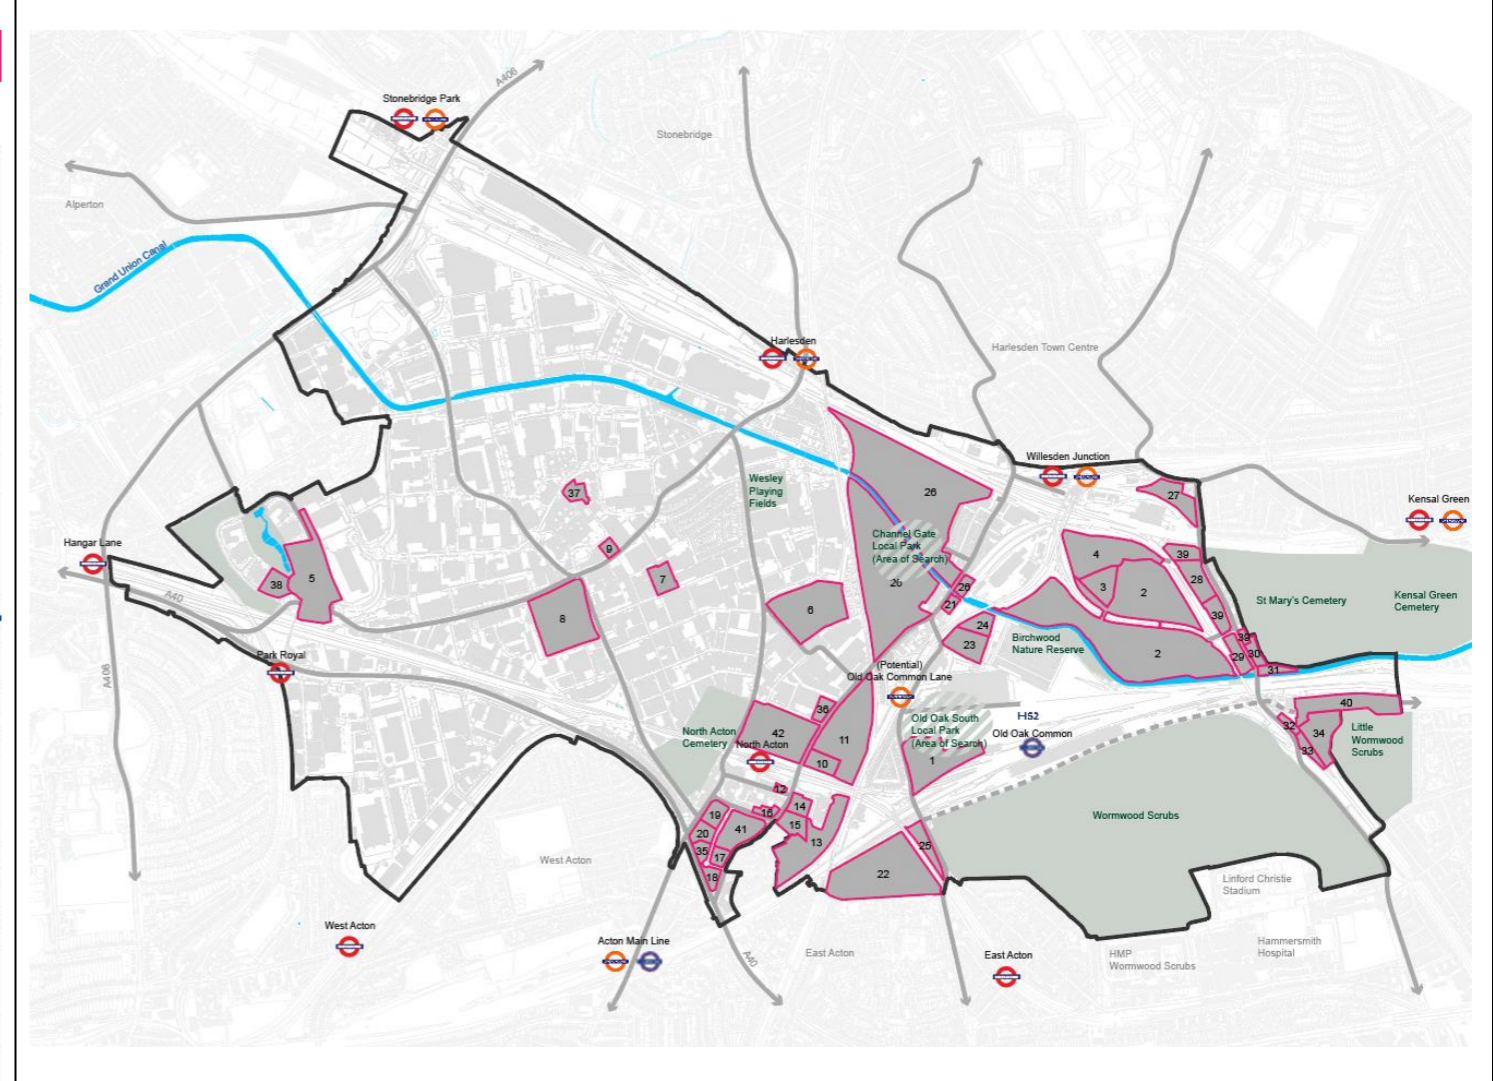 A406
Stonebridge Park
Stonebridge
Alperton
Grand Union Canal
Harlesden
Harlesden Town Centre
Willesden Junction
Wesley
Playing
Fields
26
27
37
Kensal Green
Channel Gate
Local Park
(Area of Search)
Hangar Lane
9
4
39
38
5
7
26
26
3
2
28
A40
6
21
St Mary's Cemetery
Kensal Green
Cemetery
8
24
39
23
Birchwood
Nature Reserve
39
2
29
30
31
Park Royal
A406
(Potential)
Old Oak Common Lane
36
40
North Acton
Cemetery
42
11
Old Oak South
Local Park
(Area of Search)
HS2
Old Oak Common
32
34
33
Little
Wormwood
Scrubs
North Acton
10
1
12
14
16
19
41
15
20
13
35
17
18
25
22
Wormwood Scrubs
West Acton
Linford Christie
Stadium
West Acton
Acton Main Line
A40
East Acton
East Acton
HMP
Wormwood Scrubs
Hammersmith
Hospital